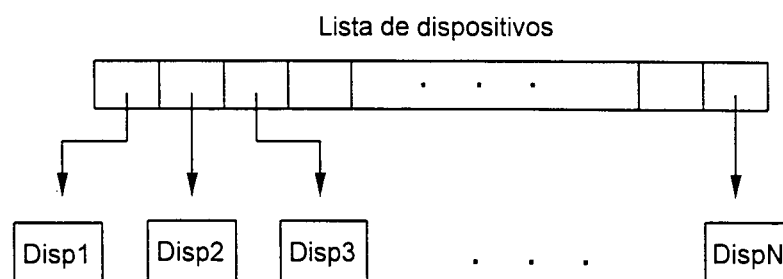 Lista de dispositivos
. . .
Disp1 Disp2 Disp3 . . . DispN